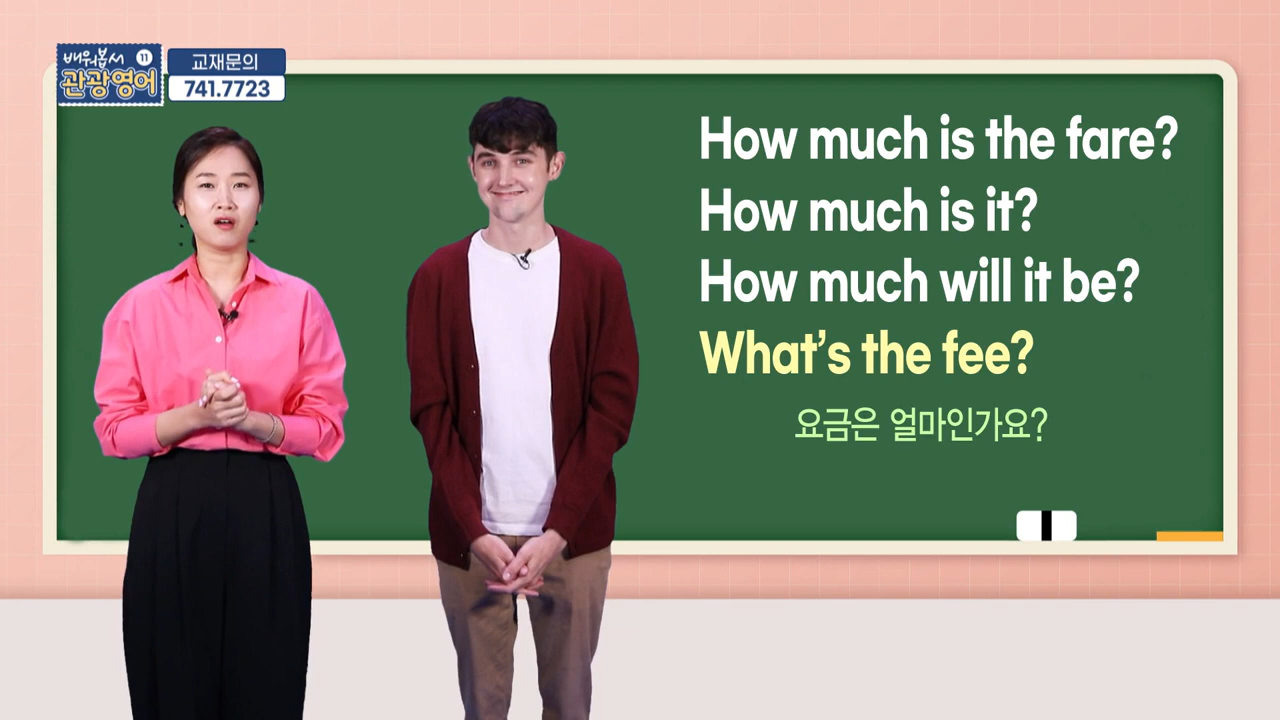 배워봅서 11
관광영어
교재문의
741.7723
How much is the fare?
How much is it?
How much will it be?
What's the fee?
요금은 얼마인가요?